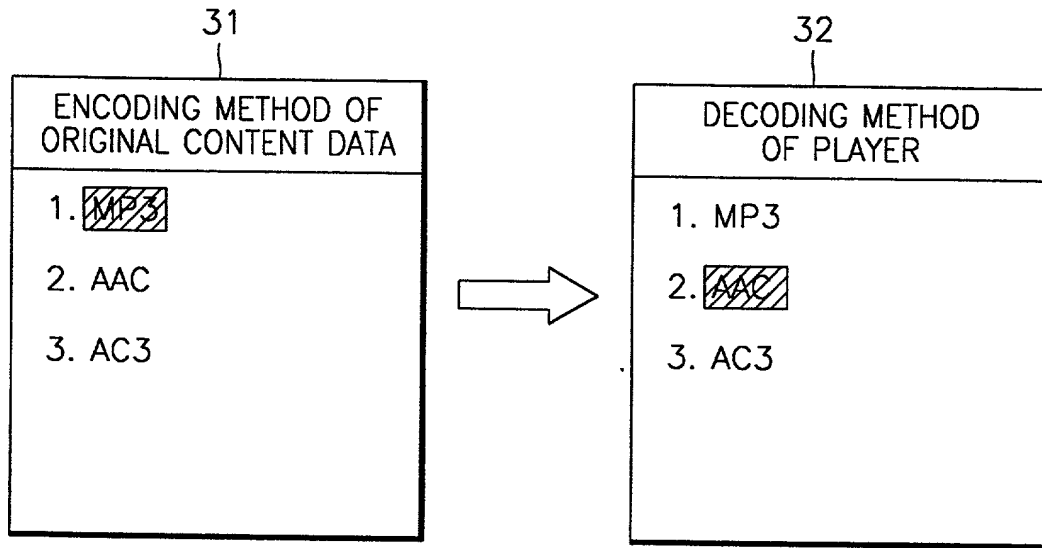 31
ENCODING METHOD OF
ORIGINAL CONTENT DATA
1. MP3
2. AAC
3. AC3
32
DECODING METHOD
OF PLAYER
1. MP3
2. AAC
3. AC3